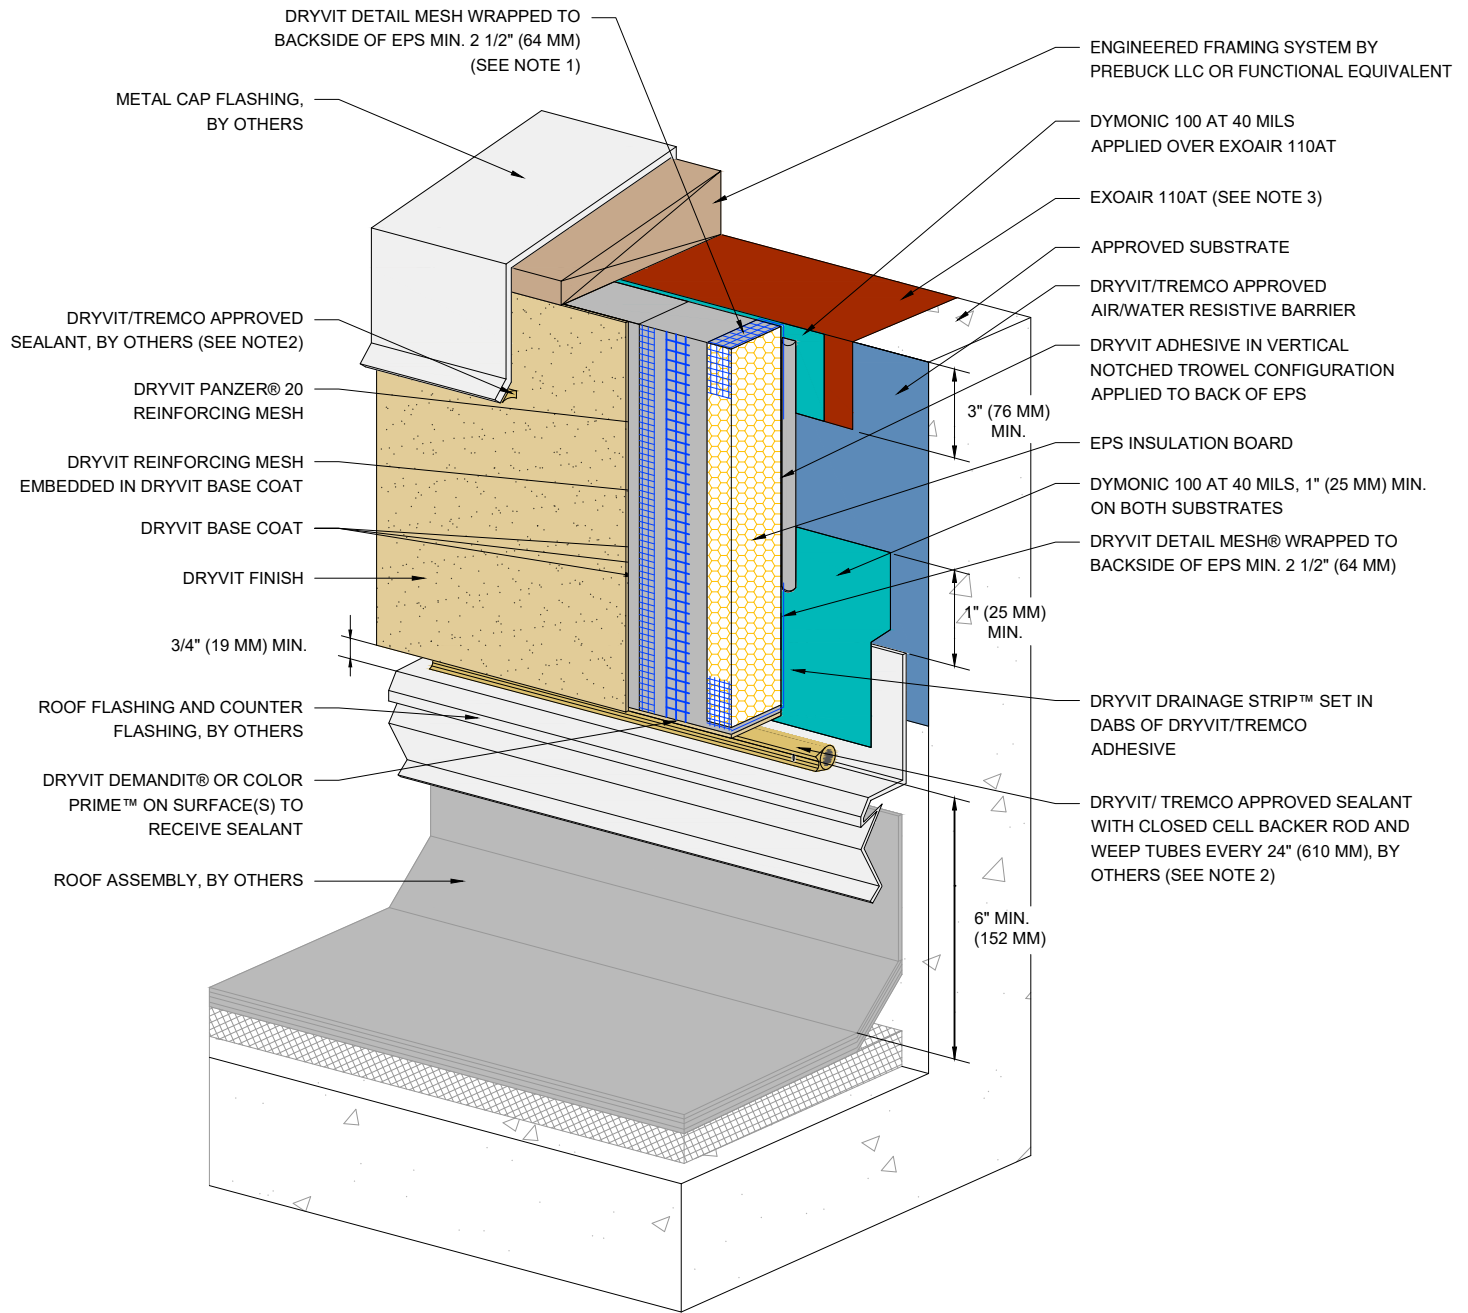 DRYVIT DETAIL MESH WRAPPED TO
BACKSIDE OF EPS MIN. 2 1/2" (64 MM)
(SEE NOTE 1)
METAL CAP FLASHING,
BY OTHERS
DRYVIT/TREMCO APPROVED
SEALANT, BY OTHERS (SEE NOTE2)
DRYVIT PANZER® 20
REINFORCING MESH
DRYVIT REINFORCING MESH
EMBEDDED IN DRYVIT BASE COAT
DRYVIT BASE COAT
DRYVIT FINISH
3/4" (19 MM) MIN.
ROOF FLASHING AND COUNTER
FLASHING, BY OTHERS
DRYVIT DEMANDIT® OR COLOR
PRIME™ ON SURFACE(S) TO
RECEIVE SEALANT
ROOF ASSEMBLY, BY OTHERS
ENGINEERED FRAMING SYSTEM BY
PREBUCK LLC OR FUNCTIONAL EQUIVALENT
DYMONIC 100 AT 40 MILS
APPLIED OVER EXOAIR 110AT
EXOAIR 110AT (SEE NOTE 3)
APPROVED SUBSTRATE
DRYVIT/TREMCO APPROVED
AIR/WATER RESISTIVE BARRIER
DRYVIT ADHESIVE IN VERTICAL
NOTCHED TROWEL CONFIGURATION
APPLIED TO BACK OF EPS
3" (76 MM)
MIN.
EPS INSULATION BOARD
DYMONIC 100 AT 40 MILS, 1" (25 MM) MIN.
ON BOTH SUBSTRATES
DRYVIT DETAIL MESH® WRAPPED TO
BACKSIDE OF EPS MIN. 2 1/2" (64 MM)
1" (25 MM)
MIN.
DRYVIT DRAINAGE STRIP™ SET IN
DABS OF DRYVIT/TREMCO
ADHESIVE
DRYVIT/ TREMCO APPROVED SEALANT
WITH CLOSED CELL BACKER ROD AND
WEEP TUBES EVERY 24" (610 MM), BY
OTHERS (SEE NOTE 2)
6" MIN.
(152 MM)